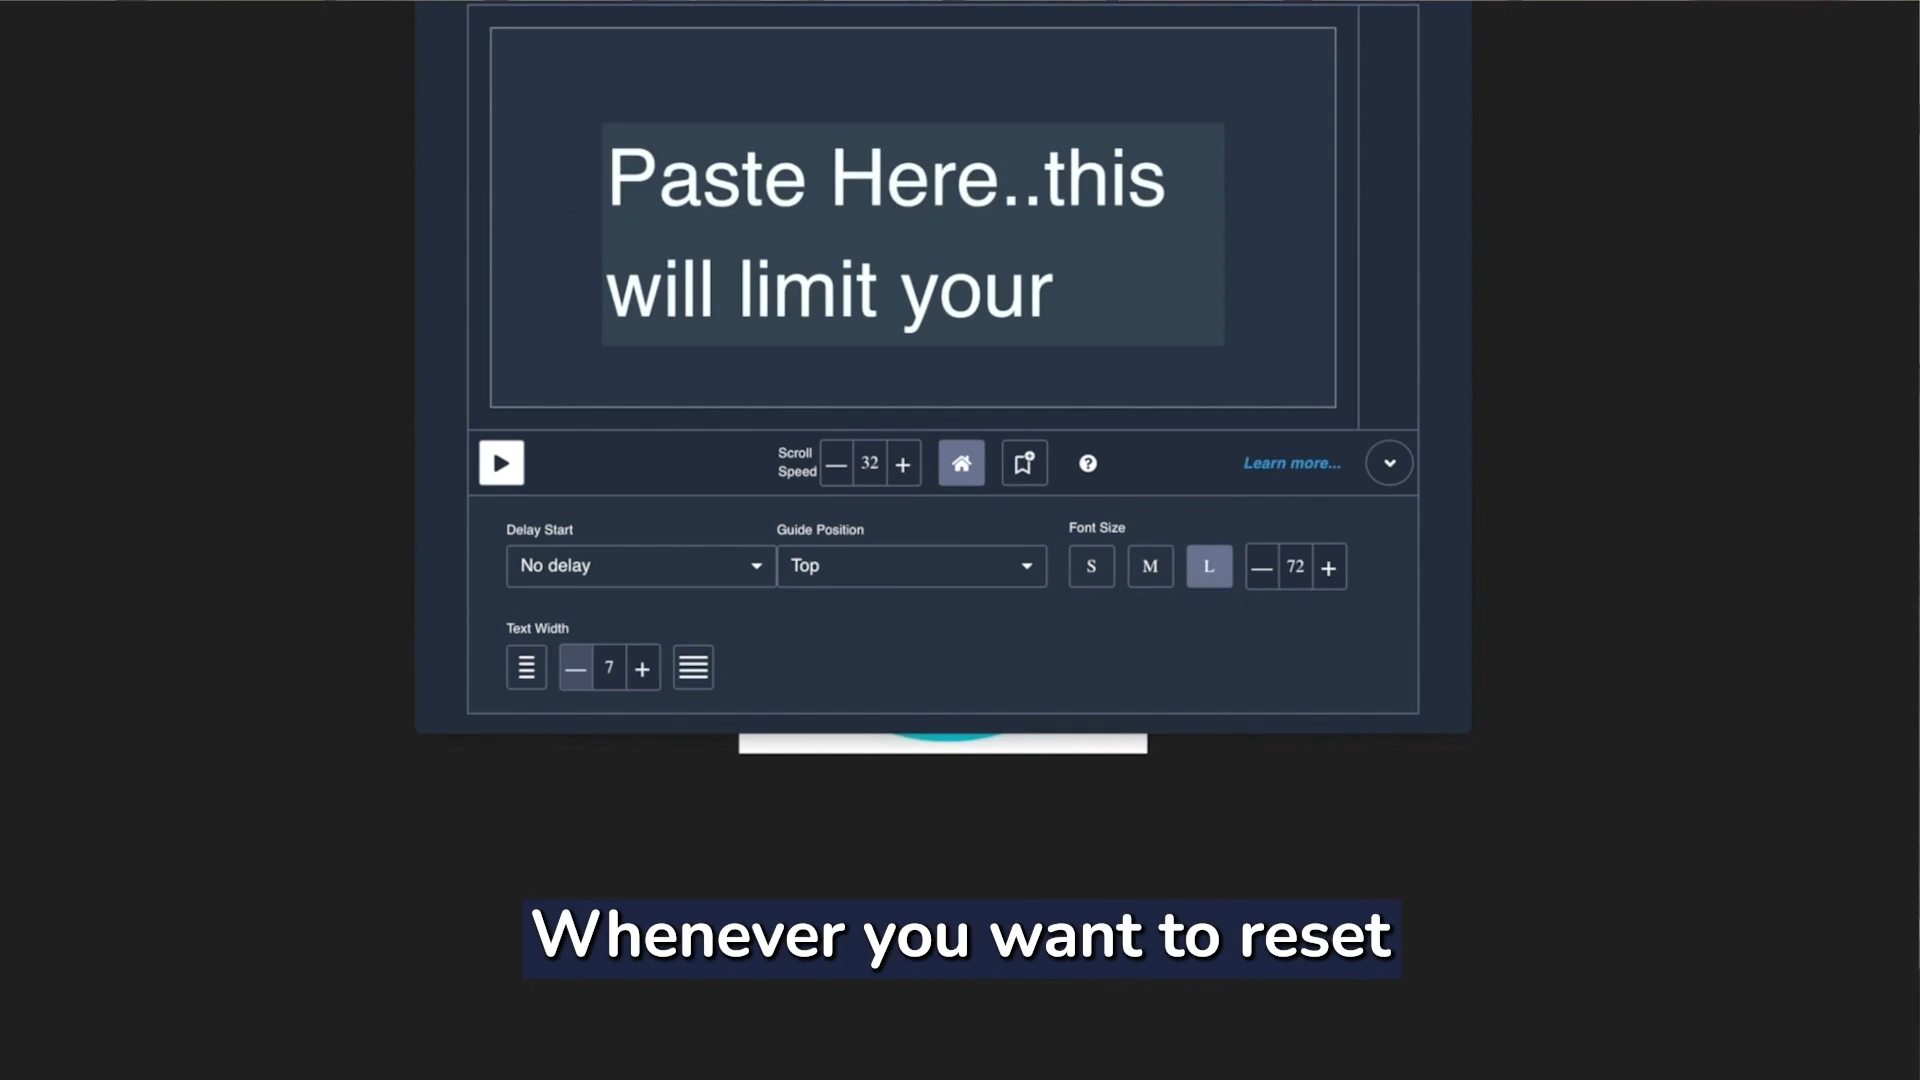 Paste Here..this
will limit your
Scroll
Speed
— 32 +
Learn more...
Delay Start
Guide Position
Font Size
No delay
Top
S M L — 72 +
Text Width
— 7 +
Whenever you want to reset